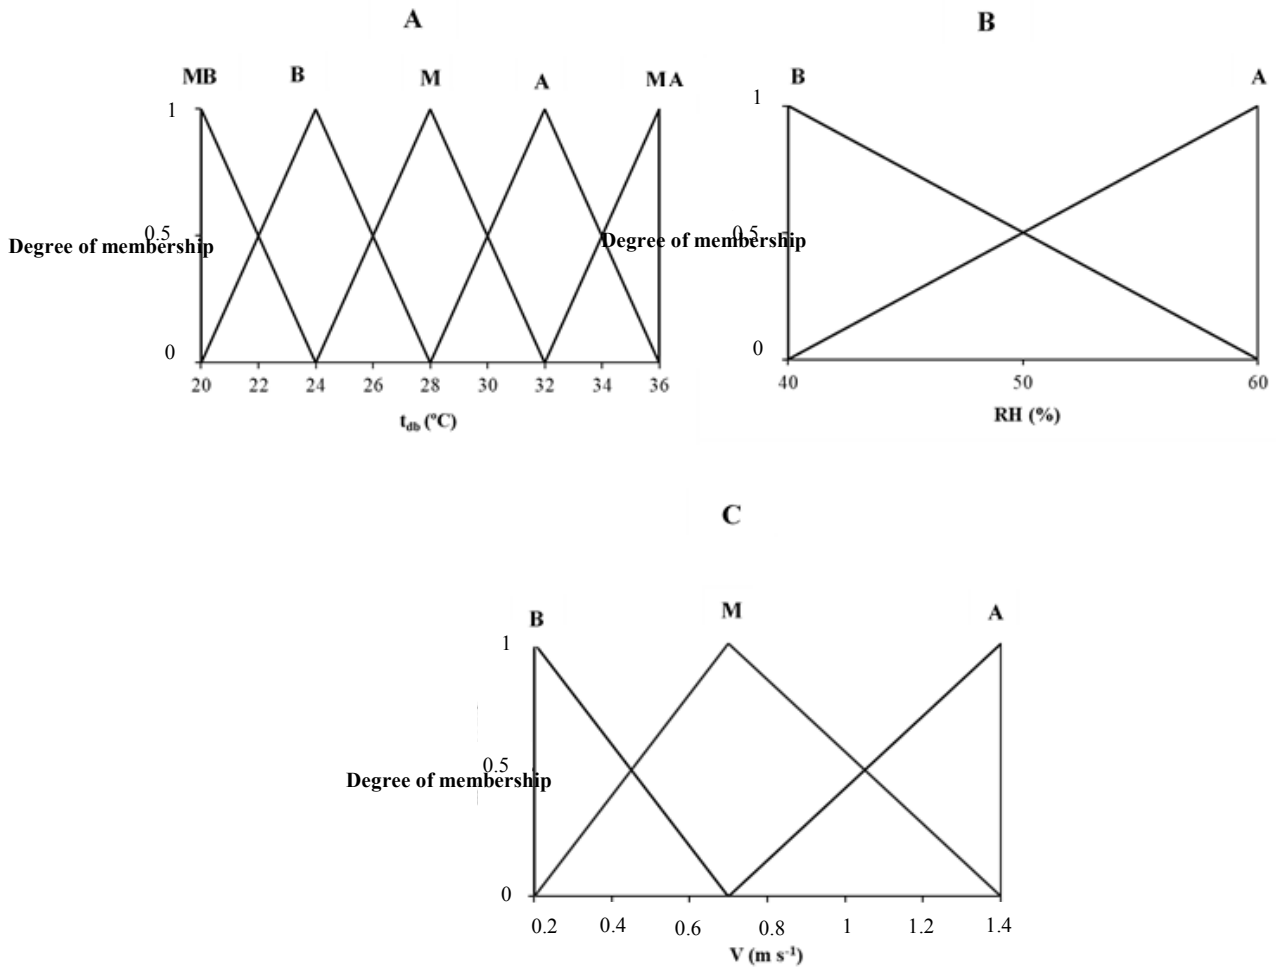 A
MB B M A MA
1
0.5
Degree of membership
0
20 22 24 26 28 30 32 34 36
t_db (ºC)
B
B A
1
0.5
Degree of membership
0
40 50 60
RH (%)
C
B M A
1
0.5
Degree of membership
0
0.2 0.4 0.6 0.8 1 1.2 1.4
V (m s⁻¹)